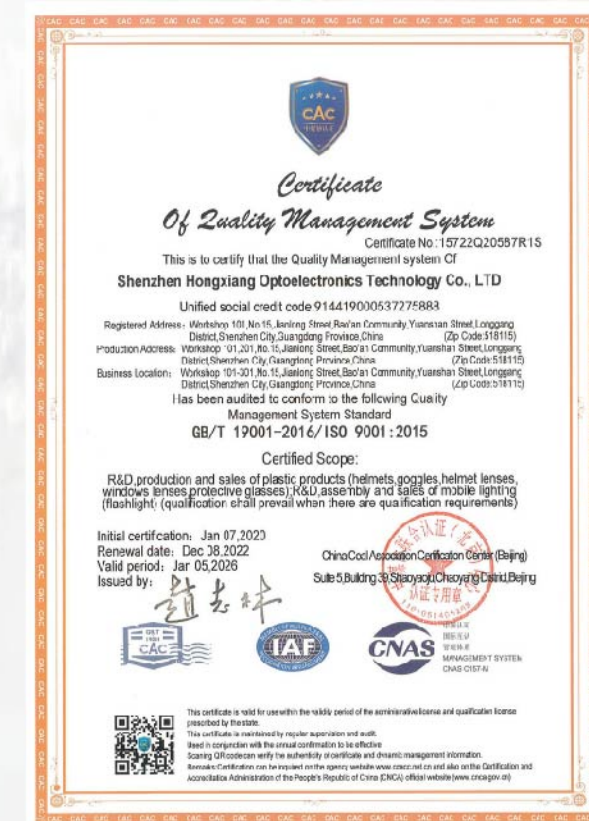 CAC
Certificate
Of Quality Management System
Certificate No.:15722Q20587R1S
This is to certify that the Quality Management system Of
Shenzhen Hongxiang Optoelectronics Technology Co., LTD
Unified social credit code 914419000537275883
Registered Address: Workshop 101,No.15,Jianlong Street,Bao'an Community,Yuanshan Street,Longgang
District,Shenzhen City,Guangdong Province,China (Zip Code:518115)
Production Address: Workshop 101,201,No.15,Jianlong Street,Bao'an Community,Yuanshan Street,Longgang
District,Shenzhen City,Guangdong Province,China (Zip Code:518115)
Business Location: Workshop 101-301,No.15,Jianlong Street,Bao'an Community,Yuanshan Street,Longgang
District,Shenzhen City,Guangdong Province,China (Zip Code:518115)
Has been audited to conform to the following Quality
Management System Standard
GB/T 19001-2016/ISO 9001:2015
Certified Scope:
R&D,production and sales of plastic products (helmets,goggles,helmet lenses,
windows lenses,protective glasses);R&D,assembly and sales of mobile lighting
(flashlight) (qualification shall prevail when there are qualification requirements)
Initial certifcation: Jan 07,2020
Renewal date: Dec 08,2022
Valid period: Jan 05,2026
Issued by:
China Cool Association Certification Center (Beijing)
Suite 5,Building 39,Shaoyaoju,Chaoyang District,Beijing
认证专用章
CAC
IAF
CNAS
MANAGEMENT SYSTEM
CNAS C157-M
This certificate is valid for use within the validity period of the administrative license and qualification license
prescribed by the state.
This certificate is maintained by regular supervision and audit.
Used in conjunction with the annual confirmation to be effective
Scaning QR codecan verify the authenticity of certificate and dynamic management information.
Remarks:Certification can be inquired on the agency website www.ccacc.net.cn and also on the Certification and
Accreditation Administration of the People's Republic of China (CNCA) official website(www.cnca.gov.cn)